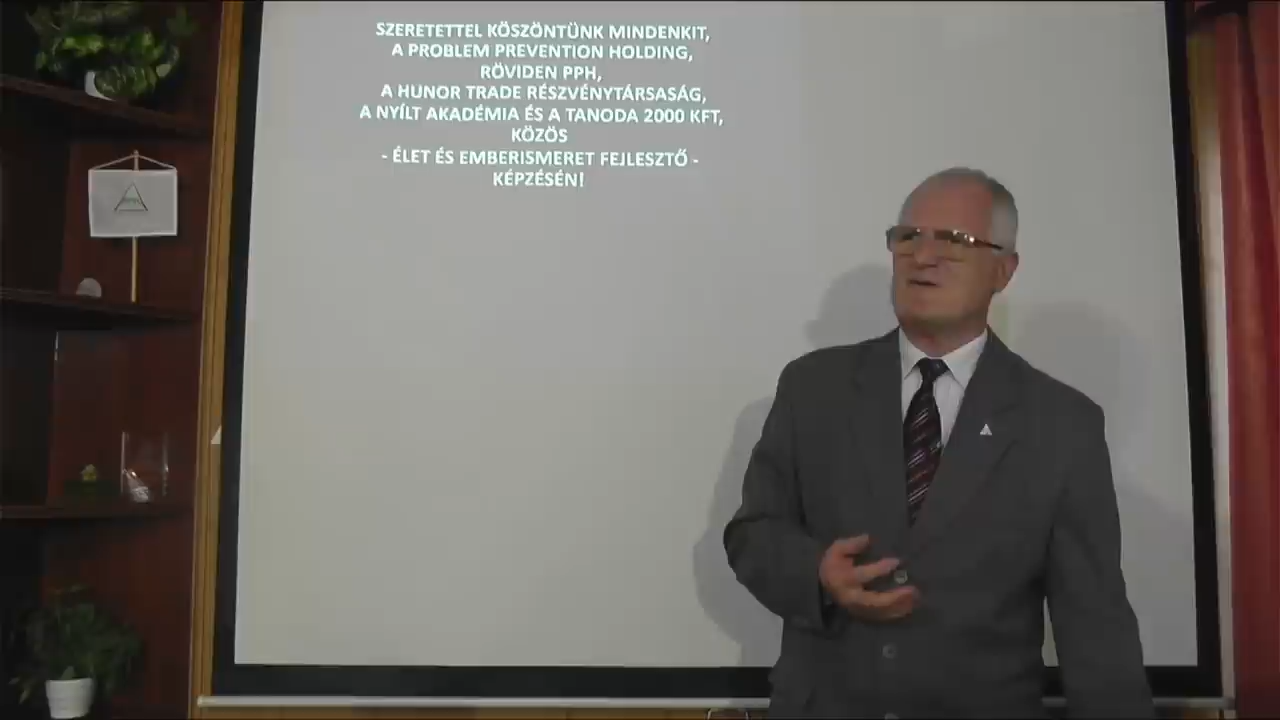 SZERETETTEL KÖSZÖNTÜNK MINDENKIT,
A PROBLEM PREVENTION HOLDING,
RÖVIDEN PPH,
A HUNOR TRADE RÉSZVÉNYTÁRSASÁG,
A NYÍLT AKADÉMIA ÉS A TANODA 2000 KFT,
KÖZÖS
- ÉLET ÉS EMBERISMERET FEJLESZTŐ -
KÉPZÉSÉN!